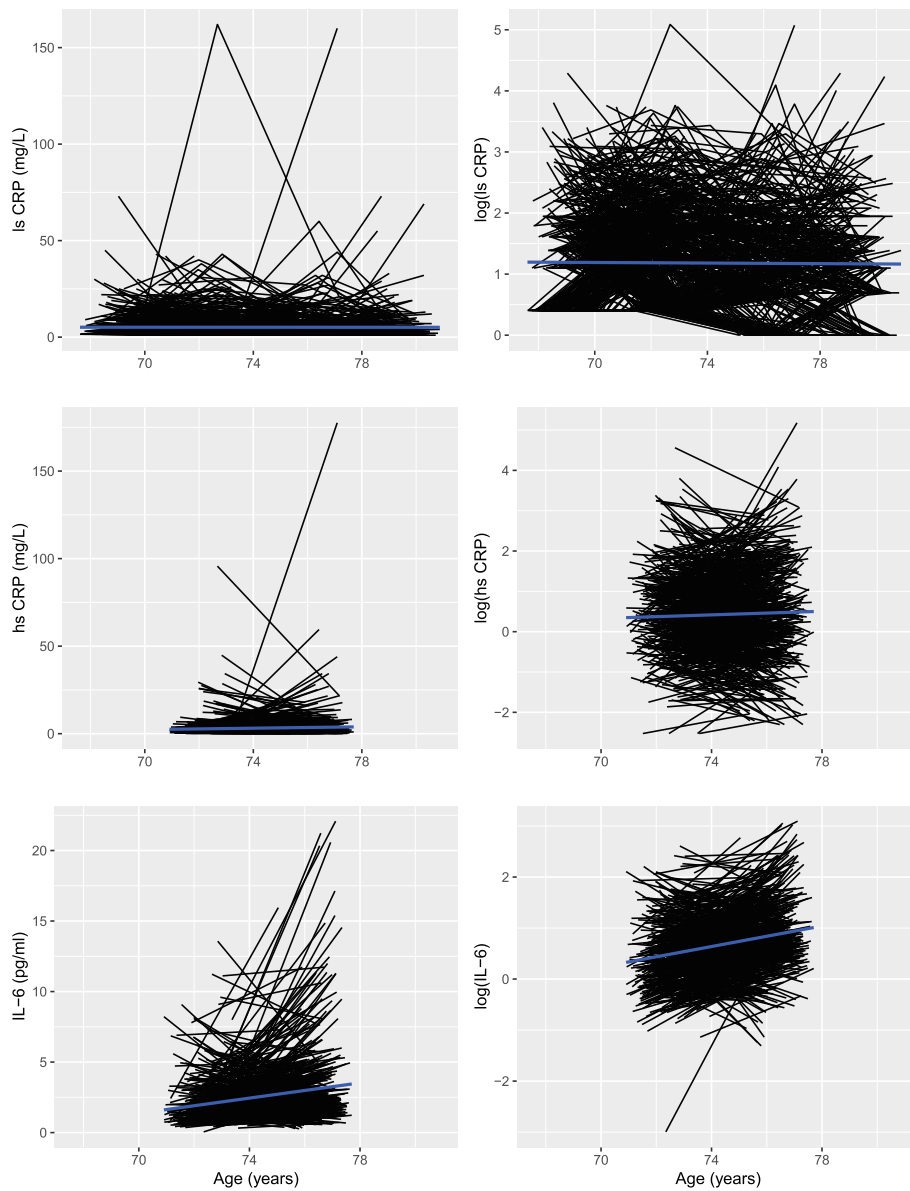 ls CRP (mg/L)
150
100
50
0
70 74 78
log(ls CRP)
5
4
3
2
1
0
70 74 78
hs CRP (mg/L)
150
100
50
0
70 74 78
log(hs CRP)
4
2
0
−2
70 74 78
IL−6 (pg/ml)
20
15
10
5
0
70 74 78
Age (years)
log(IL−6)
2
0
−2
70 74 78
Age (years)